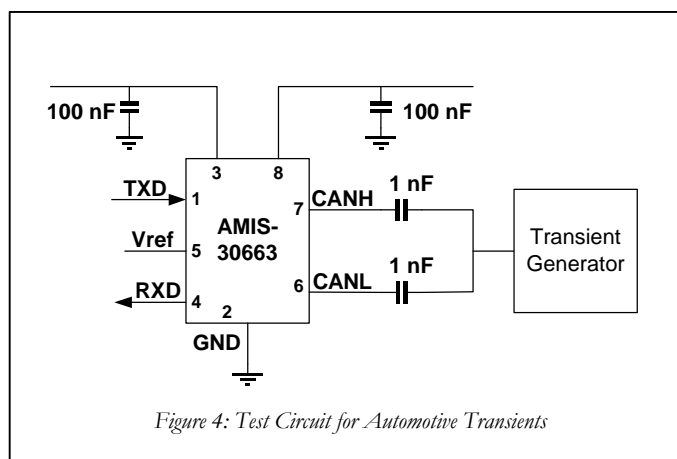 100 nF
100 nF
3
8
TXD
1
AMIS-
30663
7
CANH
1 nF
Vref
5
Transient
Generator
RXD
4
6
CANL
1 nF
2
GND
Figure 4: Test Circuit for Automotive Transients